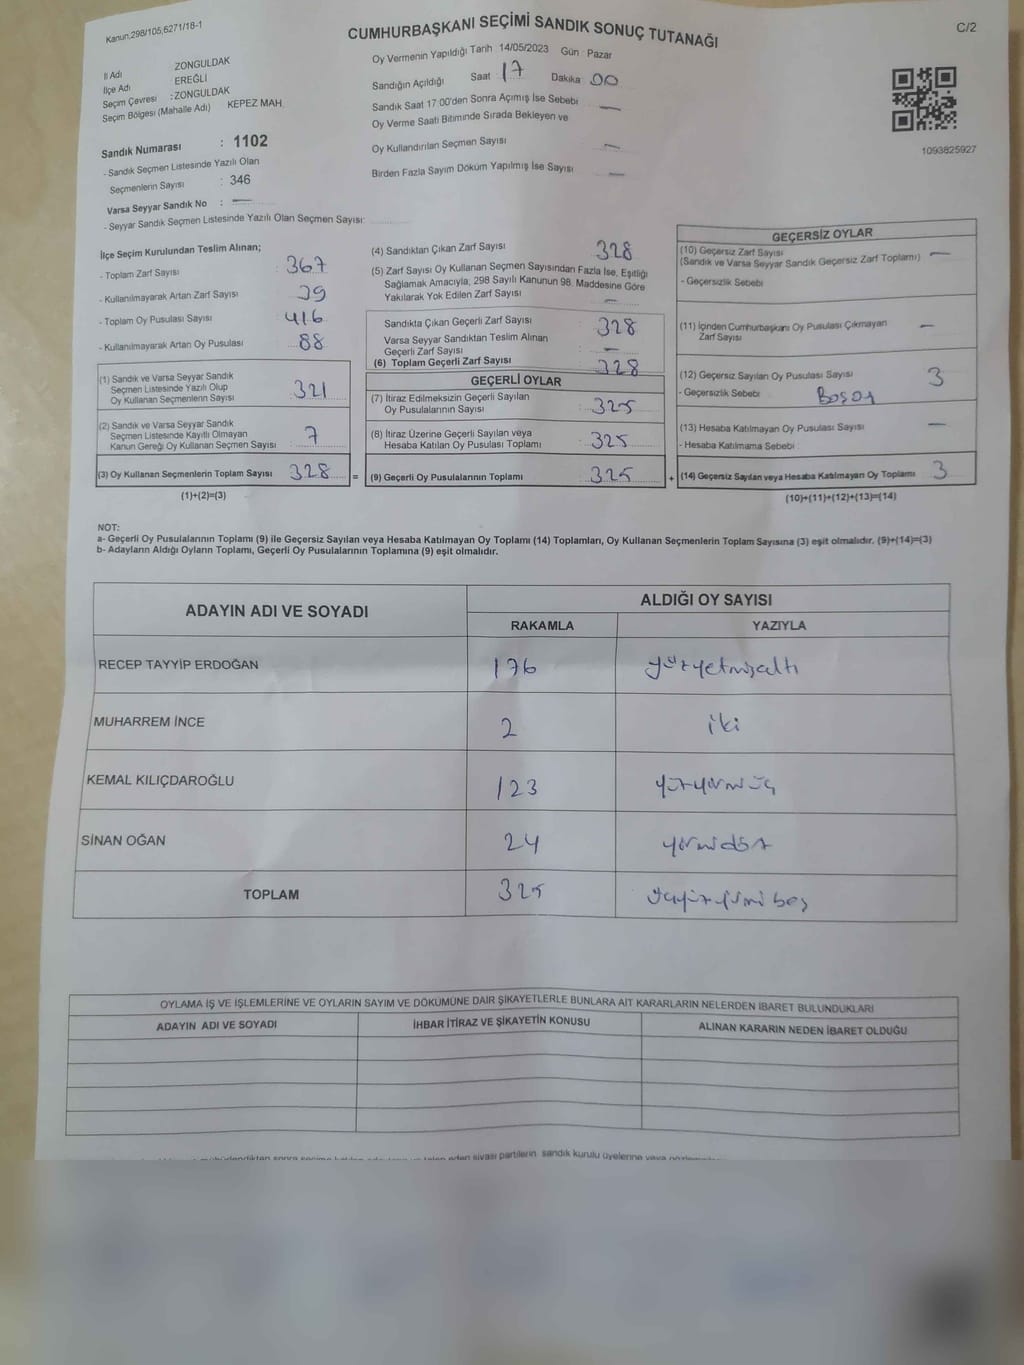 Kanun,298/105,6271/18-1
CUMHURBAŞKANI SEÇİMİ SANDIK SONUÇ TUTANAĞI
C/2
İl Adı ZONGULDAK
İlçe Adı EREĞLİ
Seçim Çevresi :ZONGULDAK
Seçim Bölgesi (Mahalle Adı) KEPEZ MAH.
Sandık Numarası : 1102
- Sandık Seçmen Listesinde Yazılı Olan
Seçmenlerin Sayısı : 346
Varsa Seyyar Sandık No : —
- Seyyar Sandık Seçmen Listesinde Yazılı Olan Seçmen Sayısı:
Oy Vermenin Yapıldığı Tarih 14/05/2023 Gün : Pazar
Sandığın Açıldığı Saat 17 Dakika 00
Sandık Saat 17:00'den Sonra Açımış İse Sebebi —
Oy Verme Saati Bitiminde Sırada Bekleyen ve
Oy Kullandırılan Seçmen Sayısı —
Birden Fazla Sayım Döküm Yapılmış İse Sayısı —
1093825927
İlçe Seçim Kurulundan Teslim Alınan;
- Toplam Zarf Sayısı : 367
- Kullanılmayarak Artan Zarf Sayısı : 39
- Toplam Oy Pusulası Sayısı : 416
- Kullanılmayarak Artan Oy Pusulası : 88
(1) Sandık ve Varsa Seyyar Sandık
Seçmen Listesinde Yazılı Olup
Oy Kullanan Seçmenlerin Sayısı : 321
(2) Sandık ve Varsa Seyyar Sandık
Seçmen Listesinde Kayıtlı Olmayan
Kanun Gereği Oy Kullanan Seçmen Sayısı : 7
(3) Oy Kullanan Seçmenlerin Toplam Sayısı : 328 =
(1)+(2)=(3)
(4) Sandıktan Çıkan Zarf Sayısı : 328
(5) Zarf Sayısı Oy Kullanan Seçmen Sayısından Fazla İse, Eşitliği
Sağlamak Amacıyla, 298 Sayılı Kanunun 98. Maddesine Göre
Yakılarak Yok Edilen Zarf Sayısı : —
Sandıkta Çıkan Geçerli Zarf Sayısı : 328
Varsa Seyyar Sandıktan Teslim Alınan
Geçerli Zarf Sayısı : —
(6) Toplam Geçerli Zarf Sayısı : 328
GEÇERLİ OYLAR
(7) İtiraz Edilmeksizin Geçerli Sayılan
Oy Pusulalarının Sayısı : 325
(8) İtiraz Üzerine Geçerli Sayılan veya
Hesaba Katılan Oy Pusulası Toplamı : 325
(9) Geçerli Oy Pusulalarının Toplamı : 325 +
GEÇERSİZ OYLAR
(10) Geçersiz Zarf Sayısı —
(Sandık ve Varsa Seyyar Sandık Geçersiz Zarf Toplamı)
- Geçersizlik Sebebi
(11) İçinden Cumhurbaşkanı Oy Pusulası Çıkmayan —
Zarf Sayısı
(12) Geçersiz Sayılan Oy Pusulası Sayısı 3
- Geçersizlik Sebebi
(13) Hesaba Katılmayan Oy Pusulası Sayısı —
- Hesaba Katılmama Sebebi
(14) Geçersiz Sayılan veya Hesaba Katılmayan Oy Toplamı 3
(10)+(11)+(12)+(13)=(14)
NOT:
a- Geçerli Oy Pusulalarının Toplamı (9) ile Geçersiz Sayılan veya Hesaba Katılmayan Oy Toplamı (14) Toplamları, Oy Kullanan Seçmenlerin Toplam Sayısına (3) eşit olmalıdır. (9)+(14)=(3)
b- Adayların Aldığı Oyların Toplamı, Geçerli Oy Pusulalarının Toplamına (9) eşit olmalıdır.
ADAYIN ADI VE SOYADI
ALDIĞI OY SAYISI
RAKAMLA YAZIYLA
RECEP TAYYİP ERDOĞAN 176 yüzyetmişaltı
MUHARREM İNCE 2 iki
KEMAL KILIÇDAROĞLU 123 yüzyirmiüç
SİNAN OĞAN 24 yirmidört
TOPLAM 325 üçyüzyirmi beş
OYLAMA İŞ VE İŞLEMLERİNE VE OYLARIN SAYIM VE DÖKÜMÜNE DAİR ŞİKAYETLERLE BUNLARA AİT KARARLARIN NELERDEN İBARET BULUNDUKLARI
ADAYIN ADI VE SOYADI İHBAR İTİRAZ VE ŞİKAYETİN KONUSU ALINAN KARARIN NEDEN İBARET OLDUĞU
eden siyasi partilerin sandık kurulu üyelerine veya